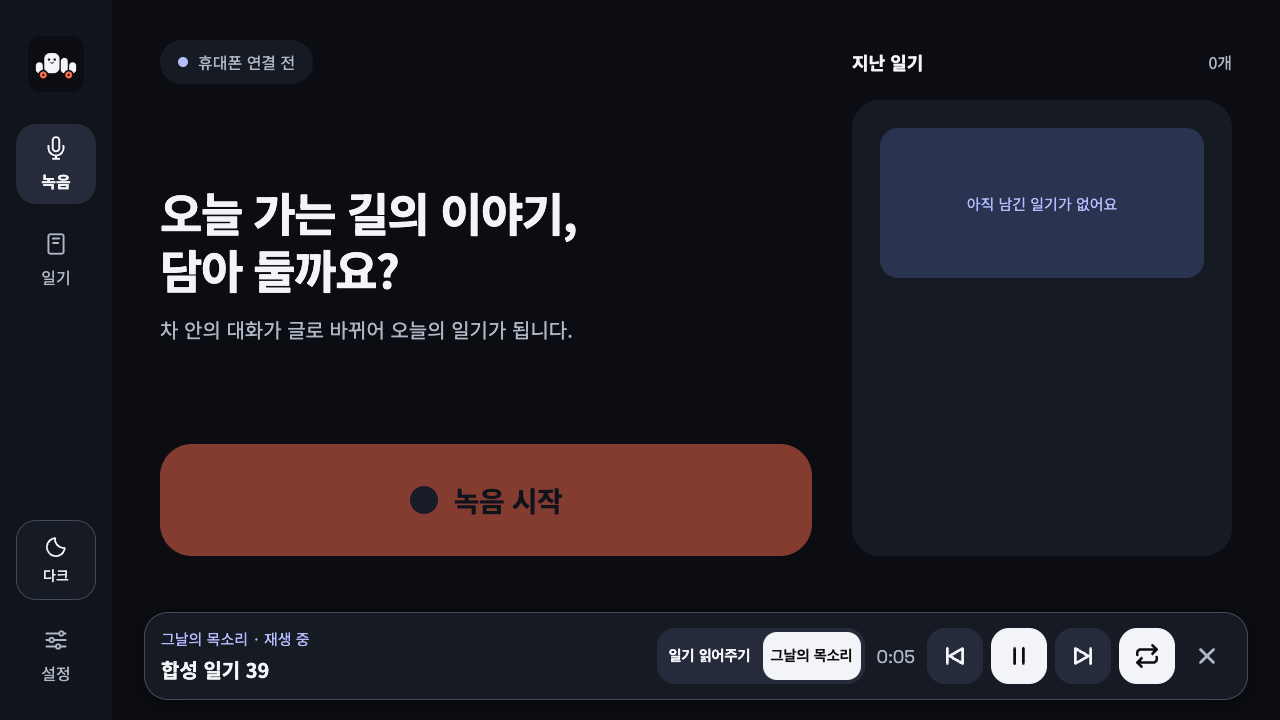 녹음
일기
다크
설정
휴대폰 연결 전
오늘 가는 길의 이야기,
담아 둘까요?
차 안의 대화가 글로 바뀌어 오늘의 일기가 됩니다.
녹음 시작
지난 일기
0개
아직 남긴 일기가 없어요
그날의 목소리 · 재생 중
합성 일기 39
일기 읽어주기
그날의 목소리
0:05